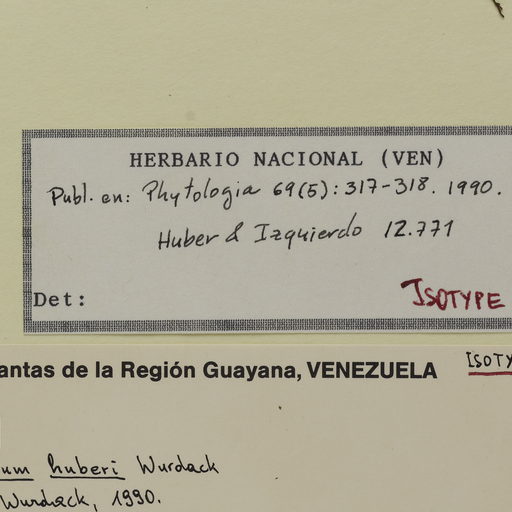 HERBARIO NACIONAL (VEN)
Publ. en: Phytologia 69(5): 317-318. 1990.
Huber & Izquierdo 12.771
Det: ISOTYPE
antas de la Región Guayana, VENEZUELA ISOTY
um huberi Wurdack
Wurdack, 1990.